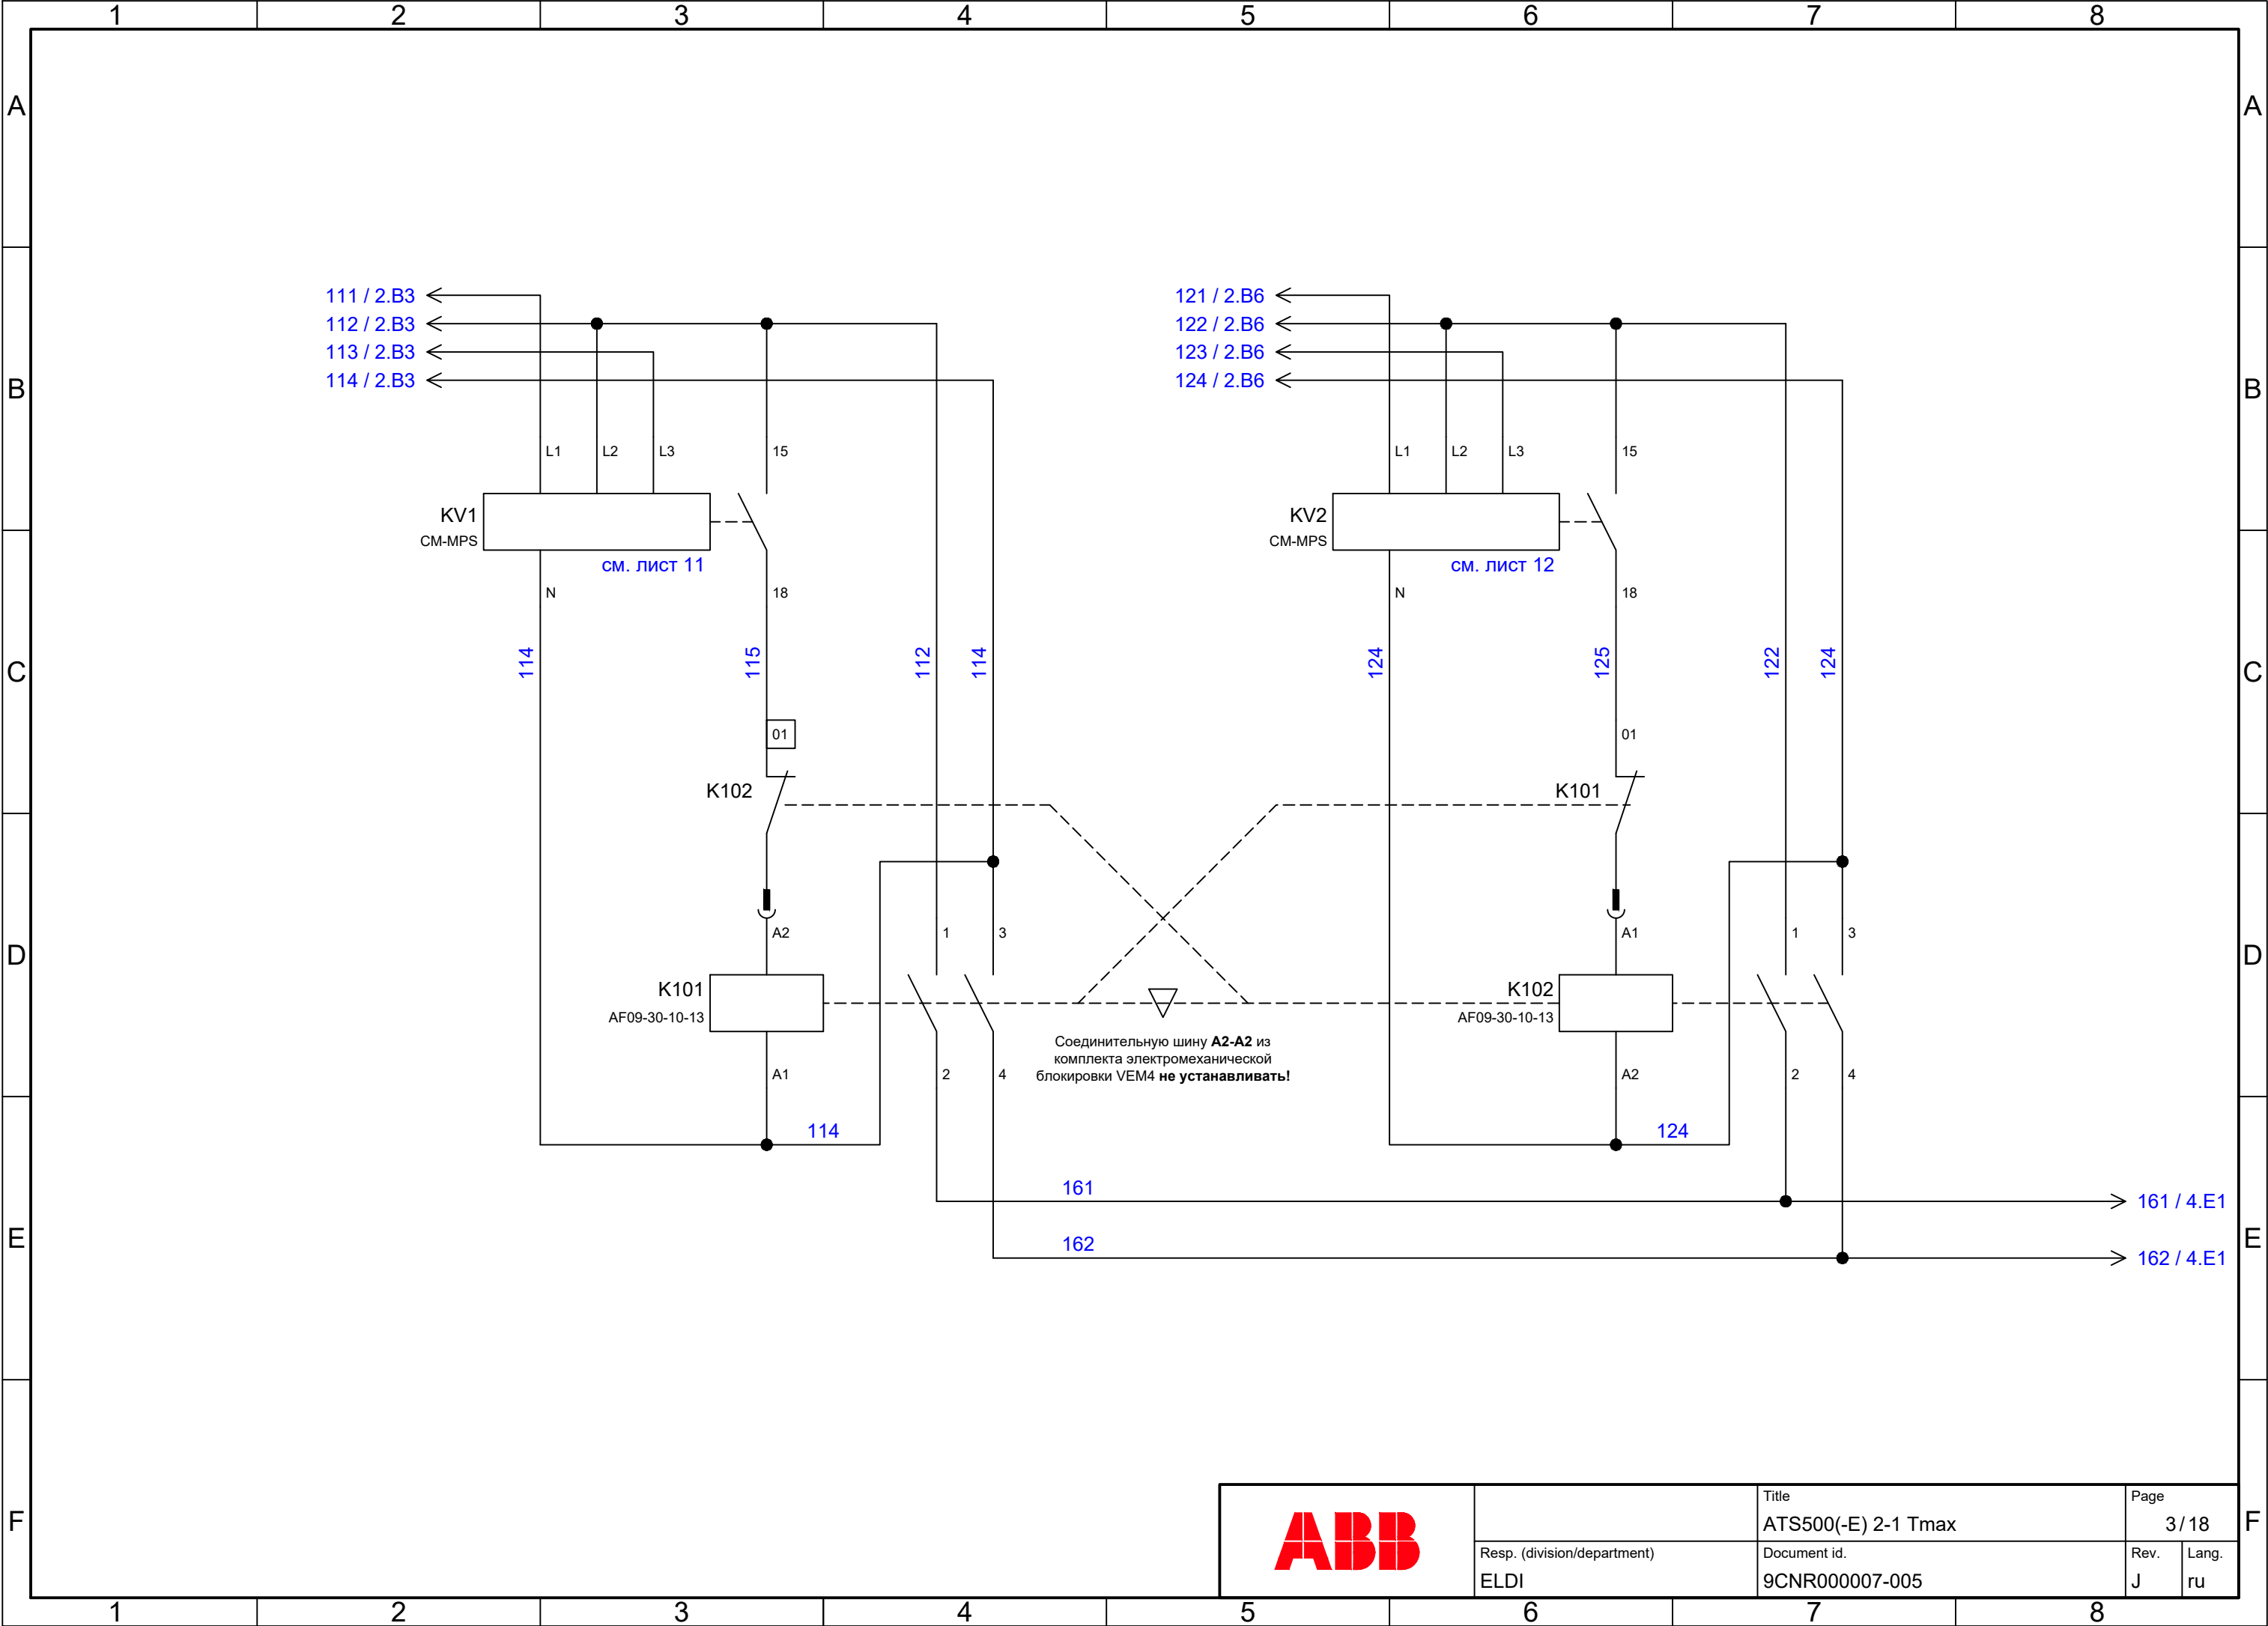 1 2 3 4 5 6 7 8
A A
111 / 2.B3
121 / 2.B6
112 / 2.B3
122 / 2.B6
113 / 2.B3
123 / 2.B6
114 / 2.B3
124 / 2.B6
B B
L1 L2 L3 15
L1 L2 L3 15
KV1
CM-MPS
см. лист 11
KV2
CM-MPS
см. лист 12
N 18
N 18
114 115 112 114
124 125 122 124
C C
01
01
K102
K101
A2 1 3
A1 1 3
D D
K101
AF09-30-10-13
K102
AF09-30-10-13
Соединительную шину A2-A2 из
комплекта электромеханической
блокировки VEM4 не устанавливать!
A1 2 4
A2 2 4
114
124
161
161 / 4.E1
E E
162
162 / 4.E1
F F
ABB
Title
ATS500(-E) 2-1 Tmax
Page
3 / 18
Resp. (division/department)
ELDI
Document id.
9CNR000007-005
Rev.
J
Lang.
ru
1 2 3 4 5 6 7 8